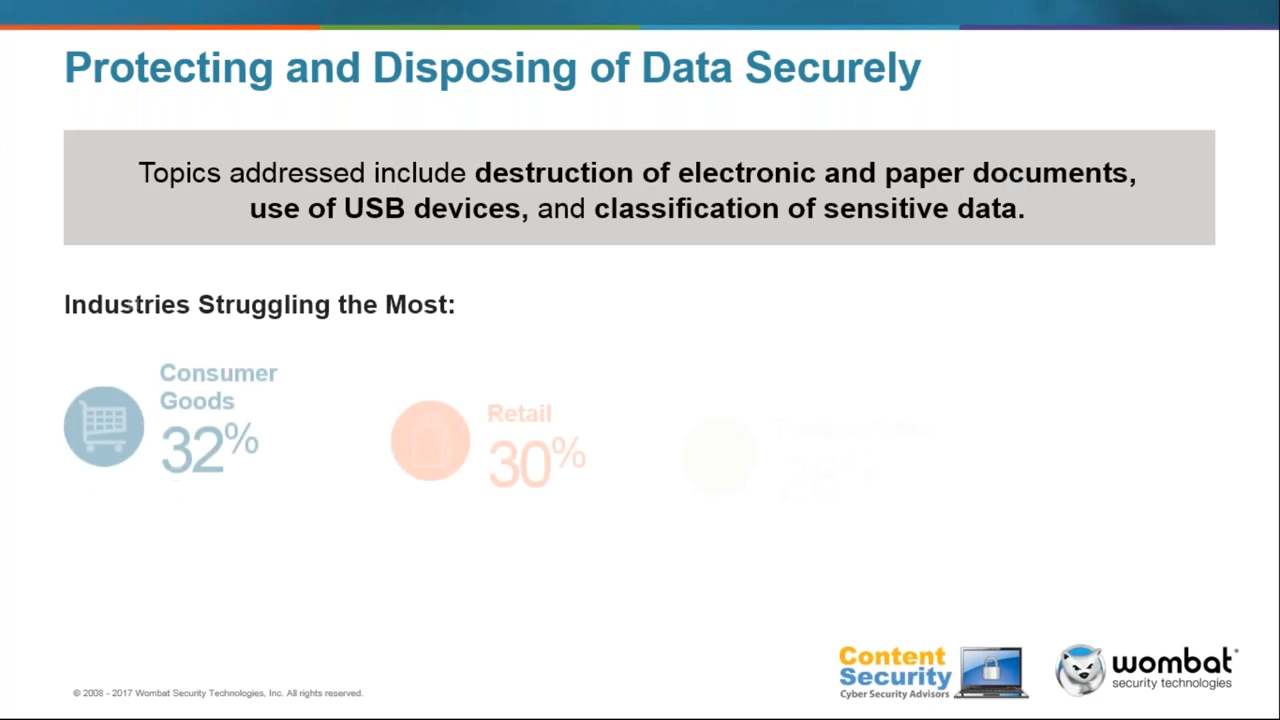 Protecting and Disposing of Data Securely
Topics addressed include destruction of electronic and paper documents,
use of USB devices, and classification of sensitive data.
Industries Struggling the Most:
Consumer
Goods
32%
Retail
30%
Content
Security
Cyber Security Advisors
wombat®
security technologies
© 2008 - 2017 Wombat Security Technologies, Inc. All rights reserved.